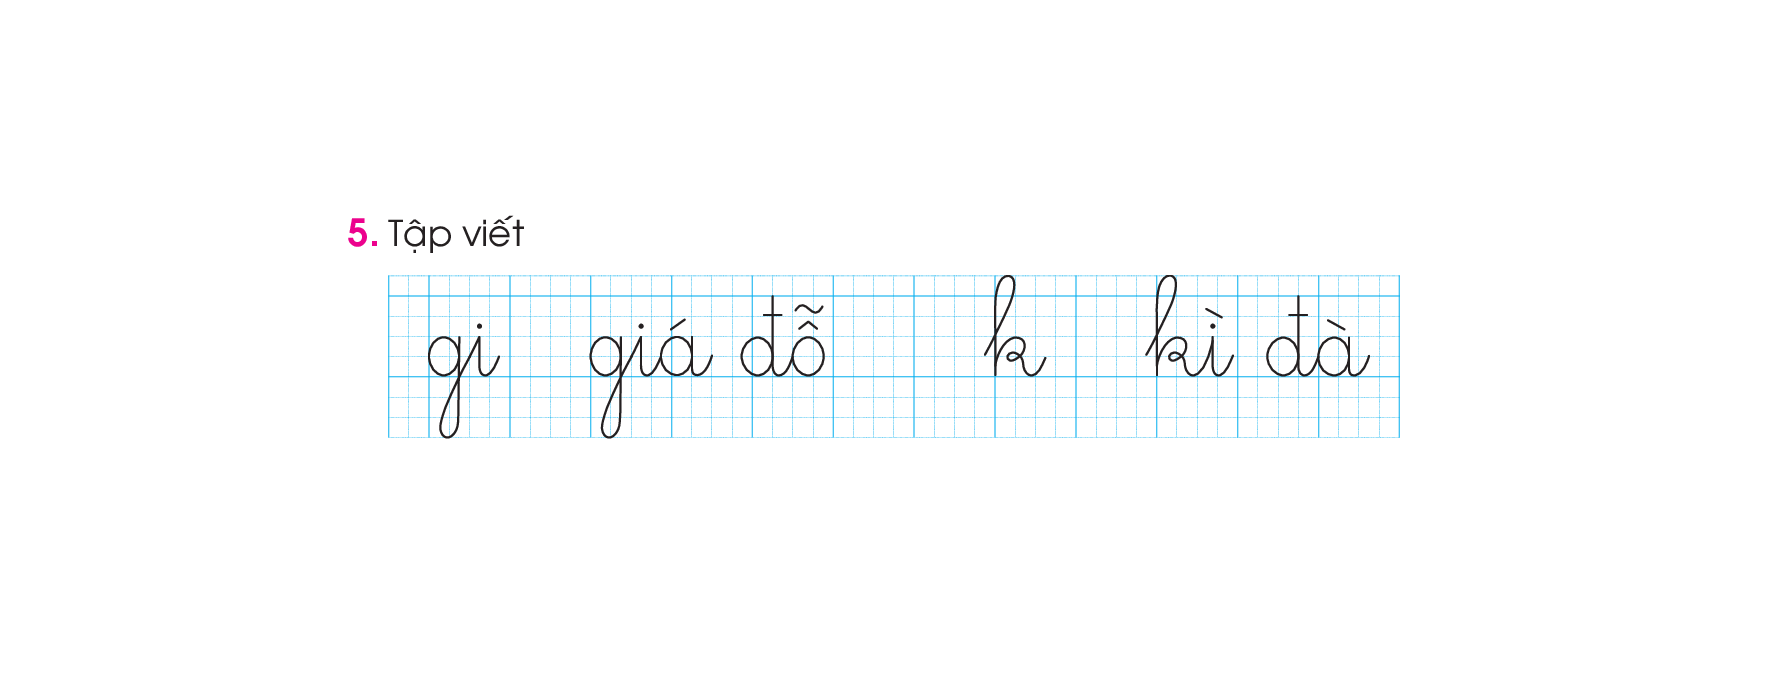 5. Tập viết
gi giá đỗ k kì đà